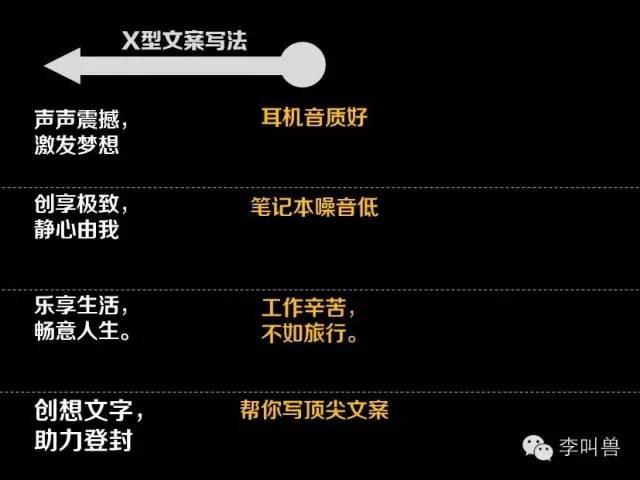 X型文案写法
声声震撼，
激发梦想
耳机音质好
创享极致，
静心由我
笔记本噪音低
乐享生活，
畅意人生。
工作辛苦，
不如旅行。
创想文字，
助力登封
帮你写顶尖文案
李叫兽